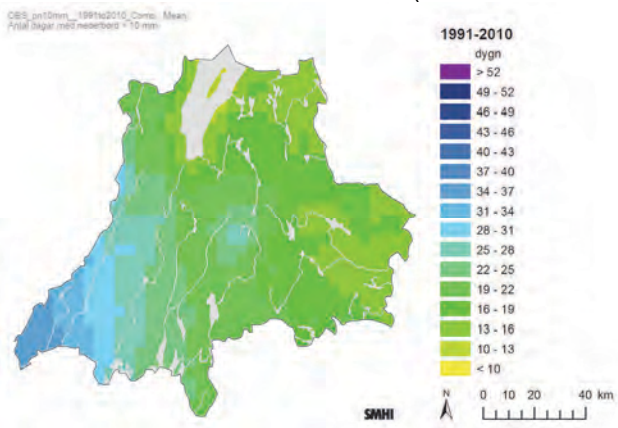 OBS_pn10mm__1991to2010_Comb. Mean
Antal dagar med nederbörd > 10 mm
1991-2010
dygn
> 52
49 - 52
46 - 49
43 - 46
40 - 43
37 - 40
34 - 37
31 - 34
28 - 31
25 - 28
22 - 25
19 - 22
16 - 19
13 - 16
10 - 13
< 10
SMHI
N
0 10 20 40 km